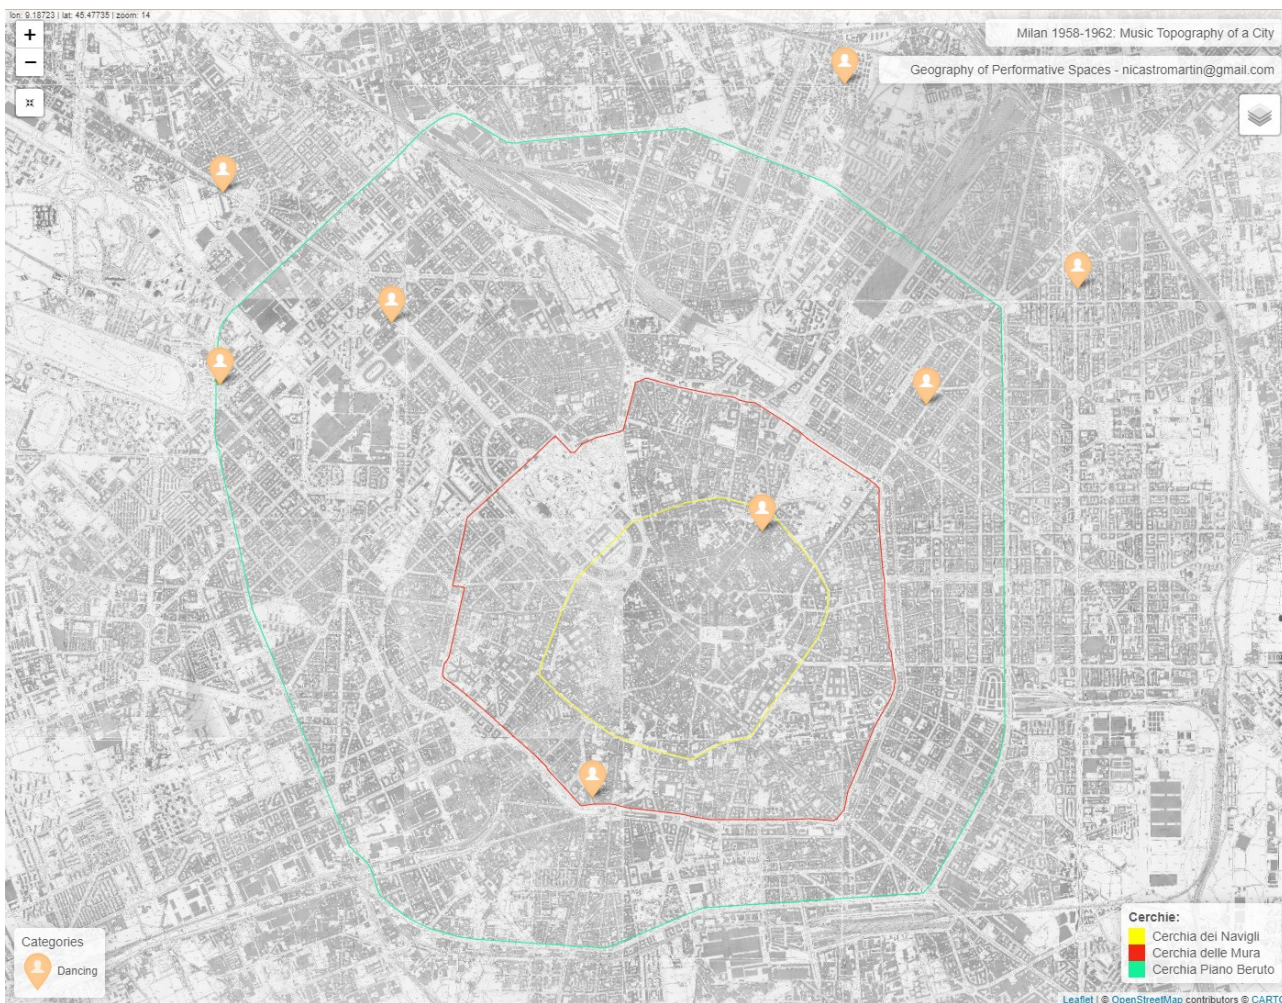 lon: 9.18723 | lat: 45.47735 | zoom: 14
+
−
Milan 1958-1962: Music Topography of a City
Geography of Performative Spaces - nicastromartin@gmail.com
Categories
Dancing
Cerchie:
Cerchia dei Navigli
Cerchia delle Mura
Cerchia Piano Beruto
Leaflet | © OpenStreetMap contributors © CARTO